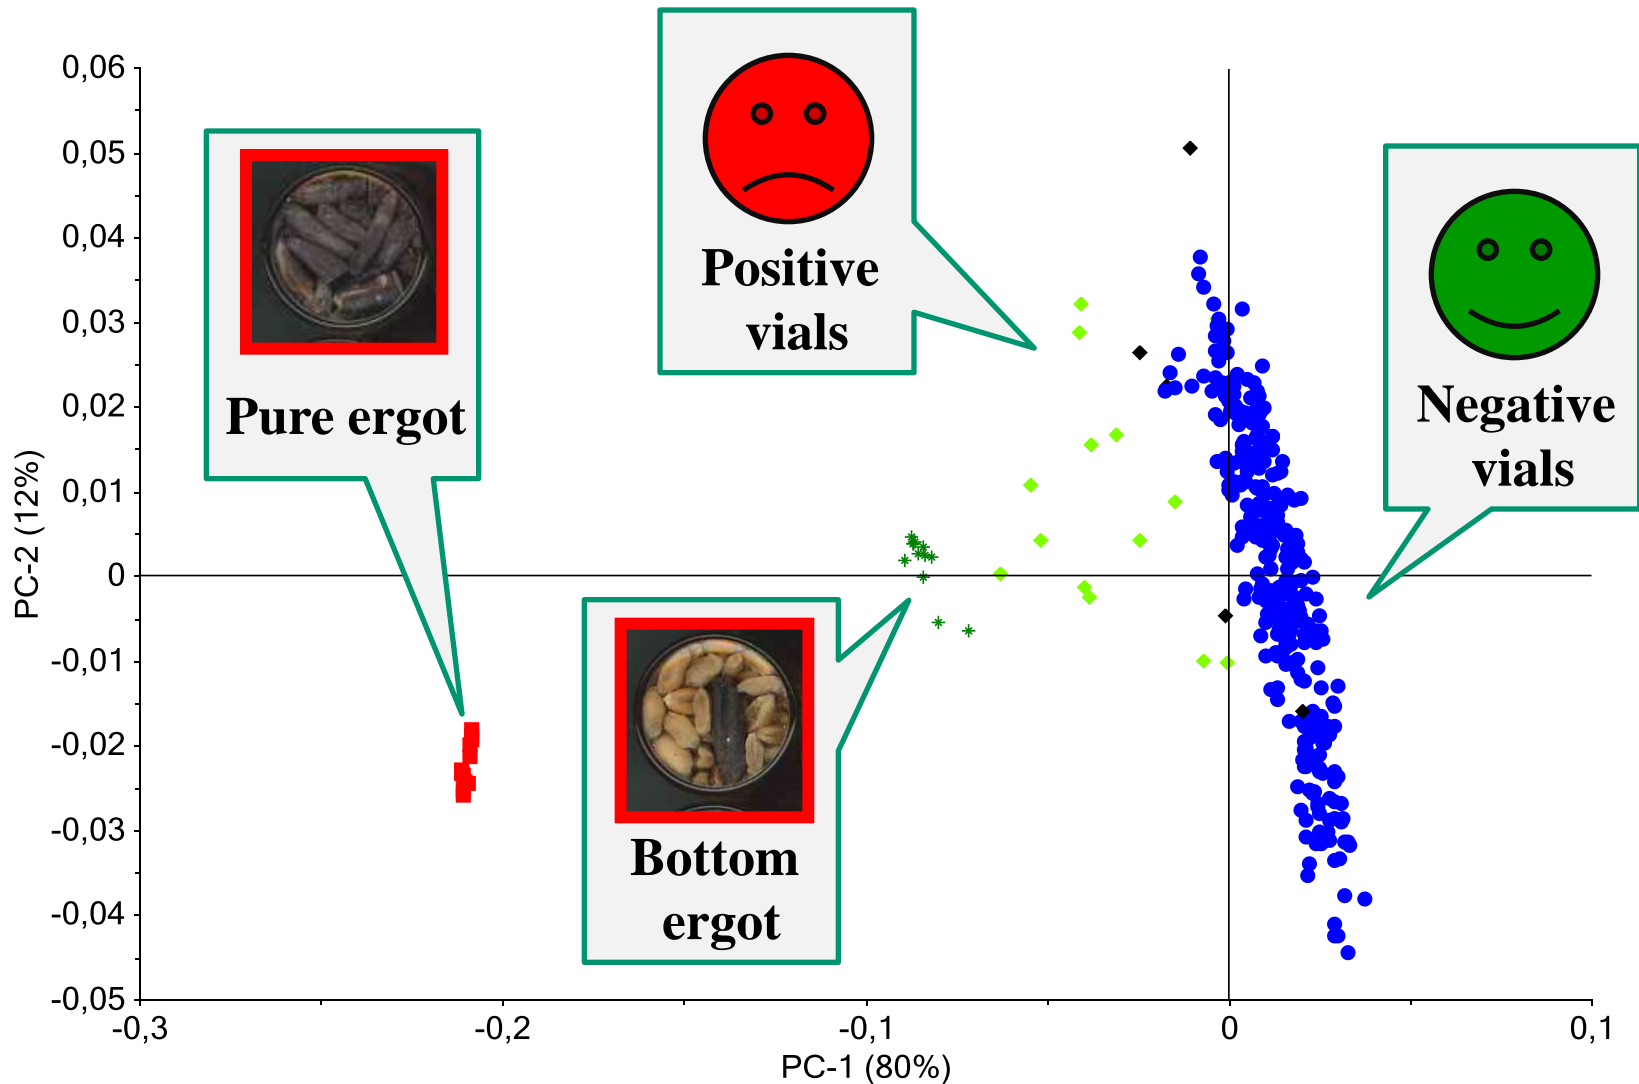 0,06
0,05
0,04
0,03
0,02
0,01
0
-0,01
-0,02
-0,03
-0,04
-0,05
PC-2 (12%)
Pure ergot
Positive
vials
Negative
vials
Bottom
ergot
-0,3
-0,2
-0,1
0
0,1
PC-1 (80%)